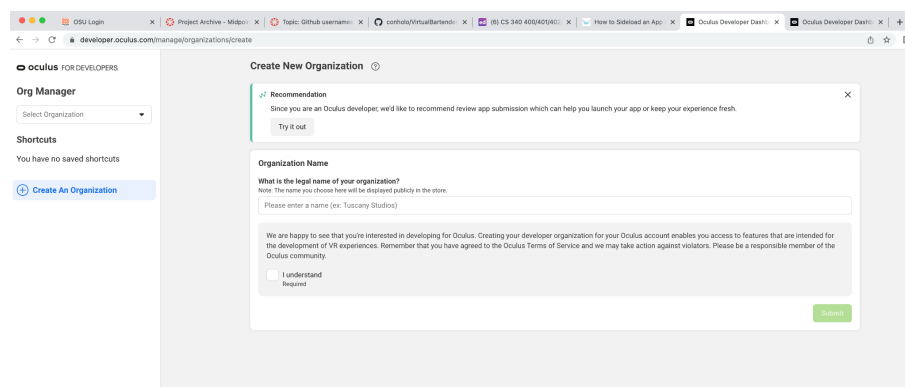 OSU Login
Project Archive - Midpoi
Topic: Github usernames
conholo/VirtualBartender
(6) CS 340 400/401/402
How to Sideload an App
Oculus Developer Dashb
Oculus Developer Dashb
developer.oculus.com/manage/organizations/create
oculus FOR DEVELOPERS
Org Manager
Select Organization
Shortcuts
You have no saved shortcuts
Create An Organization
Create New Organization
Recommendation
Since you are an Oculus developer, we'd like to recommend review app submission which can help you launch your app or keep your experience fresh.
Try it out
Organization Name
What is the legal name of your organization?
Note: The name you choose here will be displayed publicly in the store.
Please enter a name (ex: Tuscany Studios)
We are happy to see that you're interested in developing for Oculus. Creating your developer organization for your Oculus account enables you access to features that are intended for
the development of VR experiences. Remember that you have agreed to the Oculus Terms of Service and we may take action against violators. Please be a responsible member of the
Oculus community.
I understand
Required
Submit